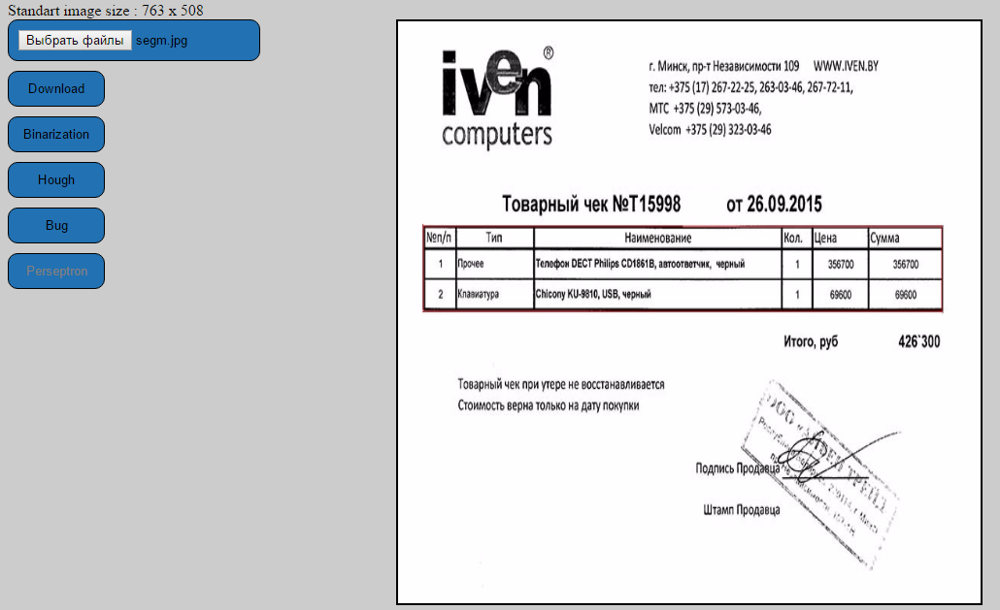 Standart image size : 763 x 508
Выбрать файлы segm.jpg
Download
Binarization
Hough
Bug
Perseptron
iven ®
computers
г. Минск, пр-т Независимости 109 WWW.IVEN.BY
тел: +375 (17) 267-22-25, 263-03-46, 267-72-11,
МТС +375 (29) 573-03-46,
Velcom +375 (29) 323-03-46
Товарный чек №Т15998 от 26.09.2015
№п/п Тип Наименование Кол. Цена Сумма
1 Прочее Телефон DECT Philips CD1861B, автоответчик, черный 1 356700 356700
2 Клавиатура Chicony KU-9810, USB, черный 1 69600 69600
Итого, руб 426`300
Товарный чек при утере не восстанавливается
Стоимость верна только на дату покупки
Подпись Продавца
Штамп Продавца
ООО ТРЕЙД